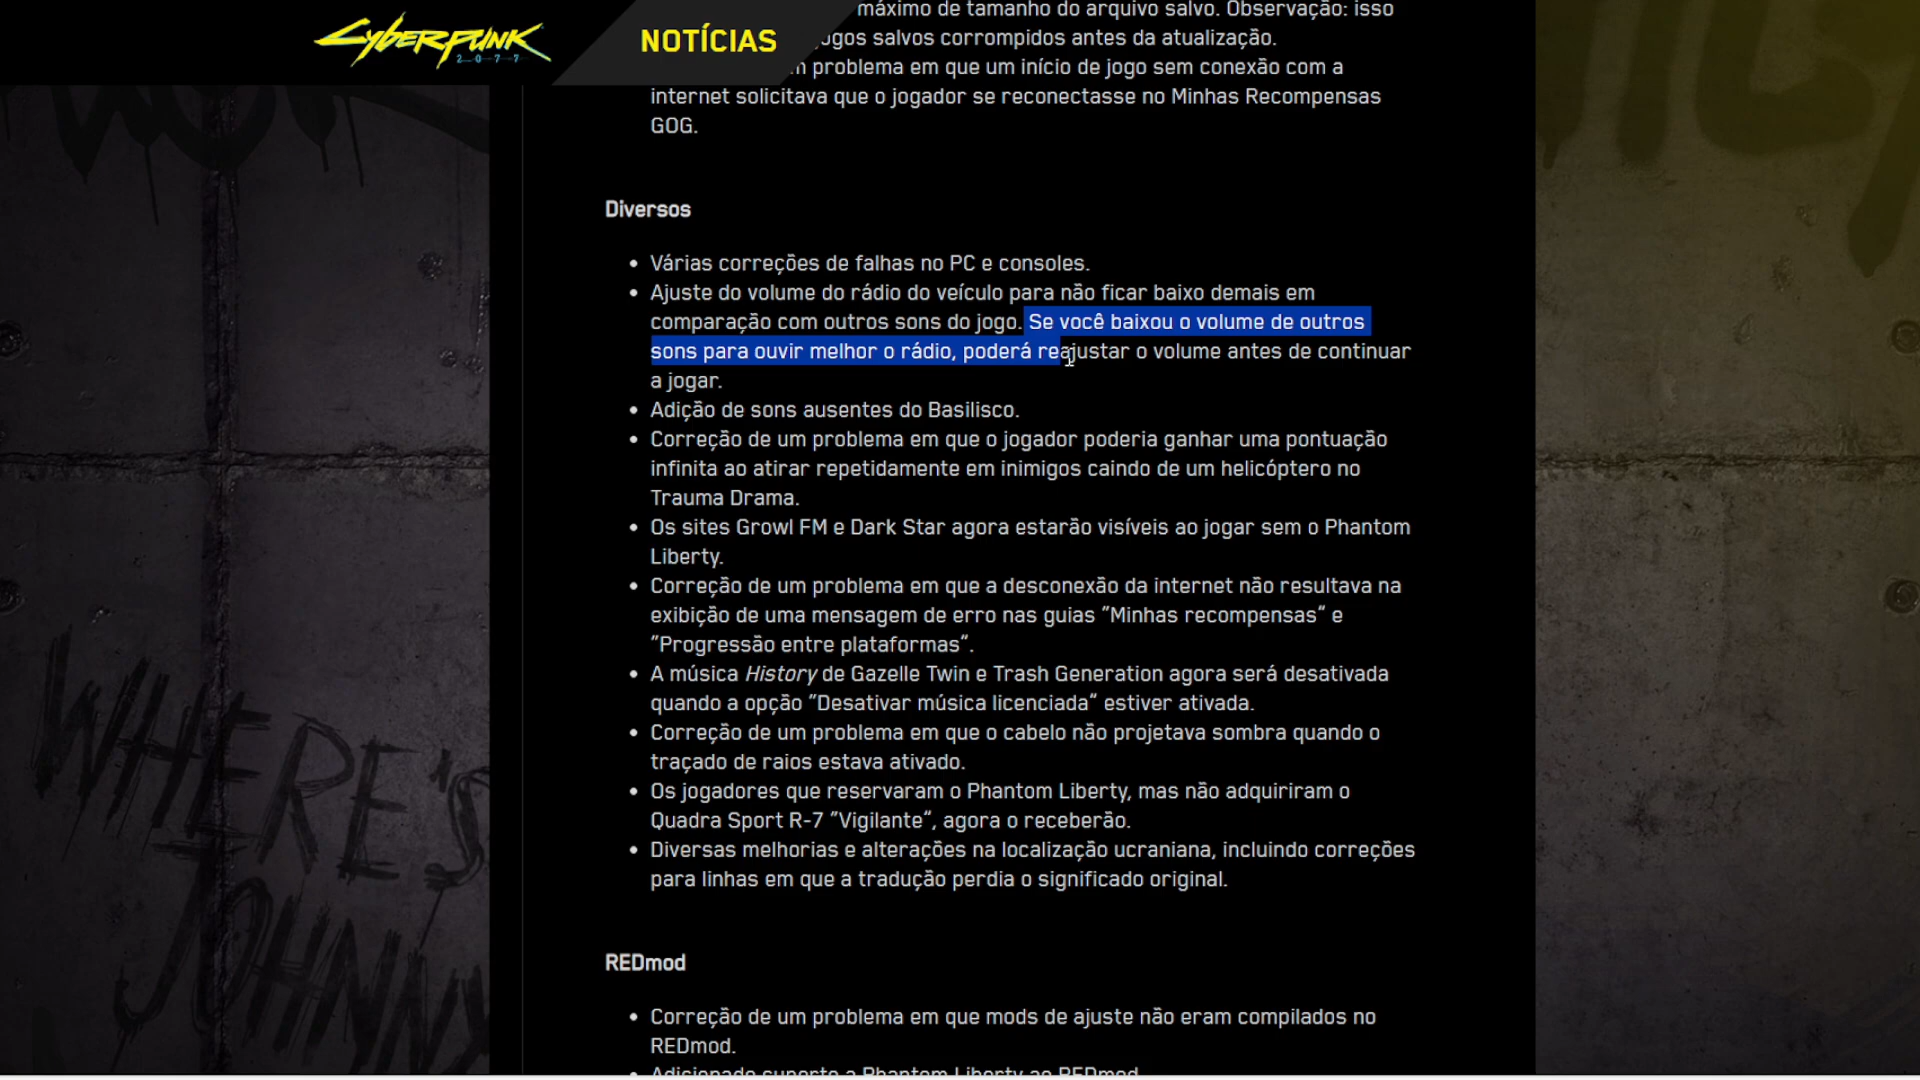 CYBERPUNK
2077
NOTÍCIAS
máximo de tamanho do arquivo salvo. Observação: isso
jogos salvos corrompidos antes da atualização.
problema em que um início de jogo sem conexão com a
internet solicitava que o jogador se reconectasse no Minhas Recompensas
GOG.
Diversos
• Várias correções de falhas no PC e consoles.
• Ajuste do volume do rádio do veículo para não ficar baixo demais em
comparação com outros sons do jogo. Se você baixou o volume de outros
sons para ouvir melhor o rádio, poderá reajustar o volume antes de continuar
a jogar.
• Adição de sons ausentes do Basilisco.
• Correção de um problema em que o jogador poderia ganhar uma pontuação
infinita ao atirar repetidamente em inimigos caindo de um helicóptero no
Trauma Drama.
• Os sites Growl FM e Dark Star agora estarão visíveis ao jogar sem o Phantom
Liberty.
• Correção de um problema em que a desconexão da internet não resultava na
exibição de uma mensagem de erro nas guias “Minhas recompensas“ e
“Progressão entre plataformas“.
• A música History de Gazelle Twin e Trash Generation agora será desativada
quando a opção “Desativar música licenciada“ estiver ativada.
• Correção de um problema em que o cabelo não projetava sombra quando o
traçado de raios estava ativado.
• Os jogadores que reservaram o Phantom Liberty, mas não adquiriram o
Quadra Sport R-7 “Vigilante“, agora o receberão.
• Diversas melhorias e alterações na localização ucraniana, incluindo correções
para linhas em que a tradução perdia o significado original.
REDmod
• Correção de um problema em que mods de ajuste não eram compilados no
REDmod.
• Adicionado suporte a Phantom Liberty ao REDmod.
WHERE'S
JOHNNY